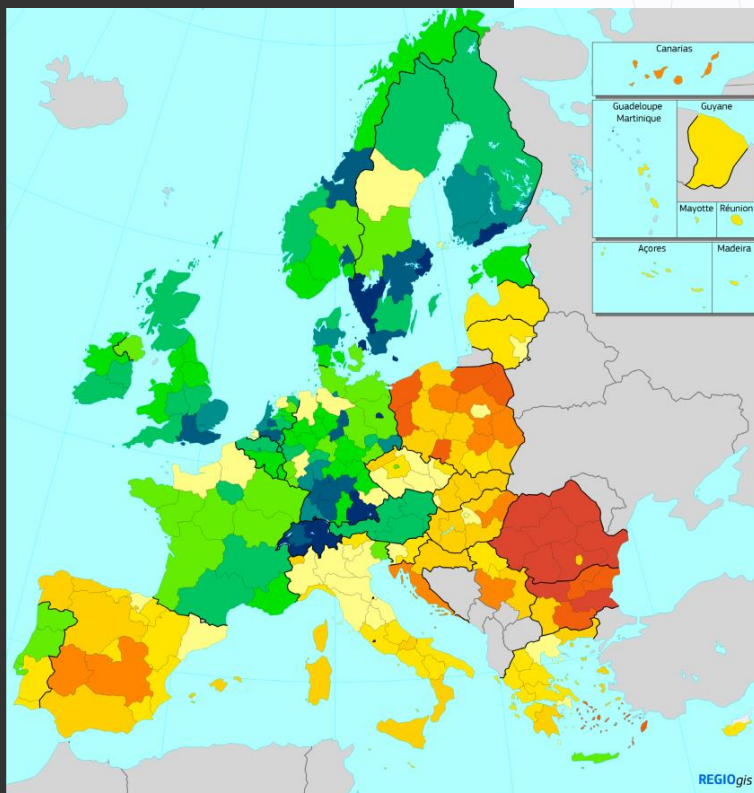 Canarias
Guadeloupe
Martinique
Guyane
Mayotte
Réunion
Açores
Madeira
REGIOgis